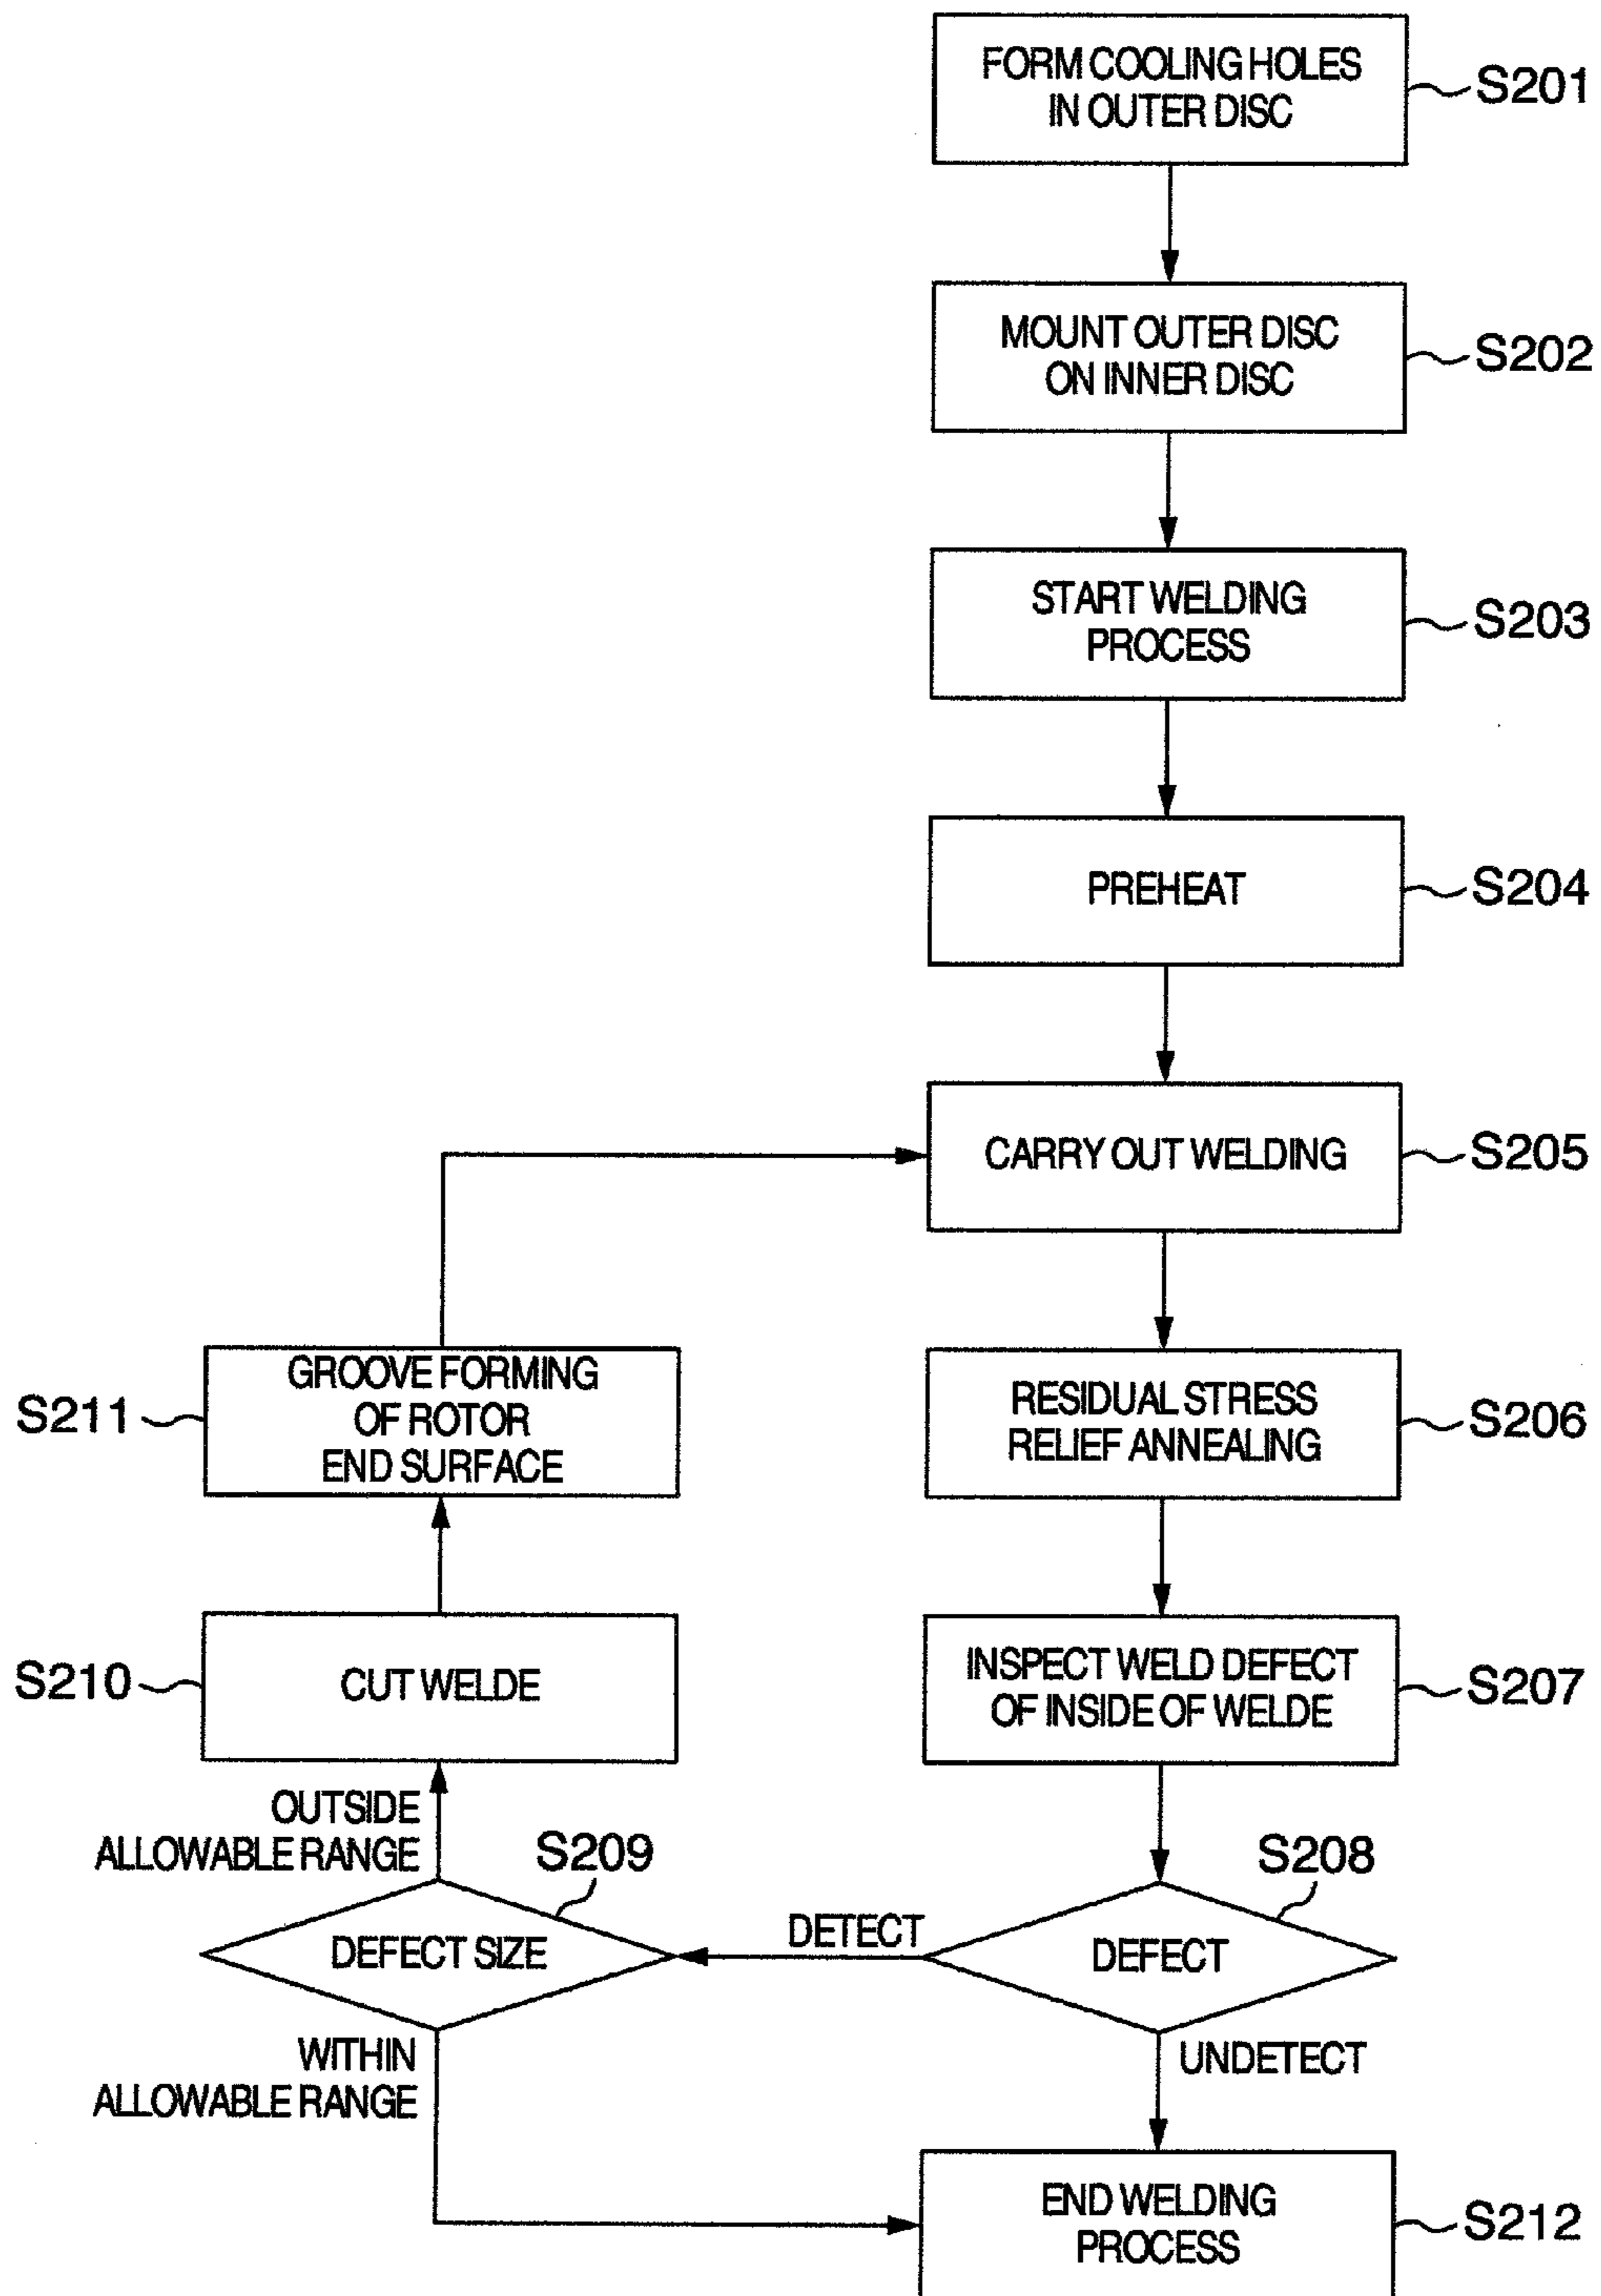 FORM COOLING HOLES
IN OUTER DISC
S201
MOUNT OUTER DISC
ON INNER DISC
S202
START WELDING
PROCESS
S203
PREHEAT
S204
CARRY OUT WELDING
S205
GROOVE FORMING
OF ROTOR
END SURFACE
S211
RESIDUAL STRESS
RELIEF ANNEALING
S206
CUT WELDE
S210
INSPECT WELD DEFECT
OF INSIDE OF WELDE
S207
OUTSIDE
ALLOWABLE RANGE
S209
DEFECT SIZE
DETECT
S208
DEFECT
WITHIN
ALLOWABLE RANGE
UNDETECT
END WELDING
PROCESS
S212